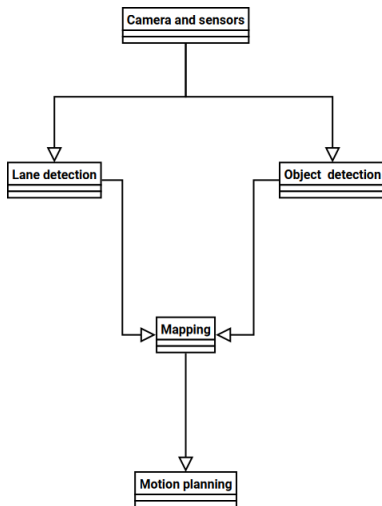 Camera and sensors
Lane detection
Object detection
Mapping
Motion planning